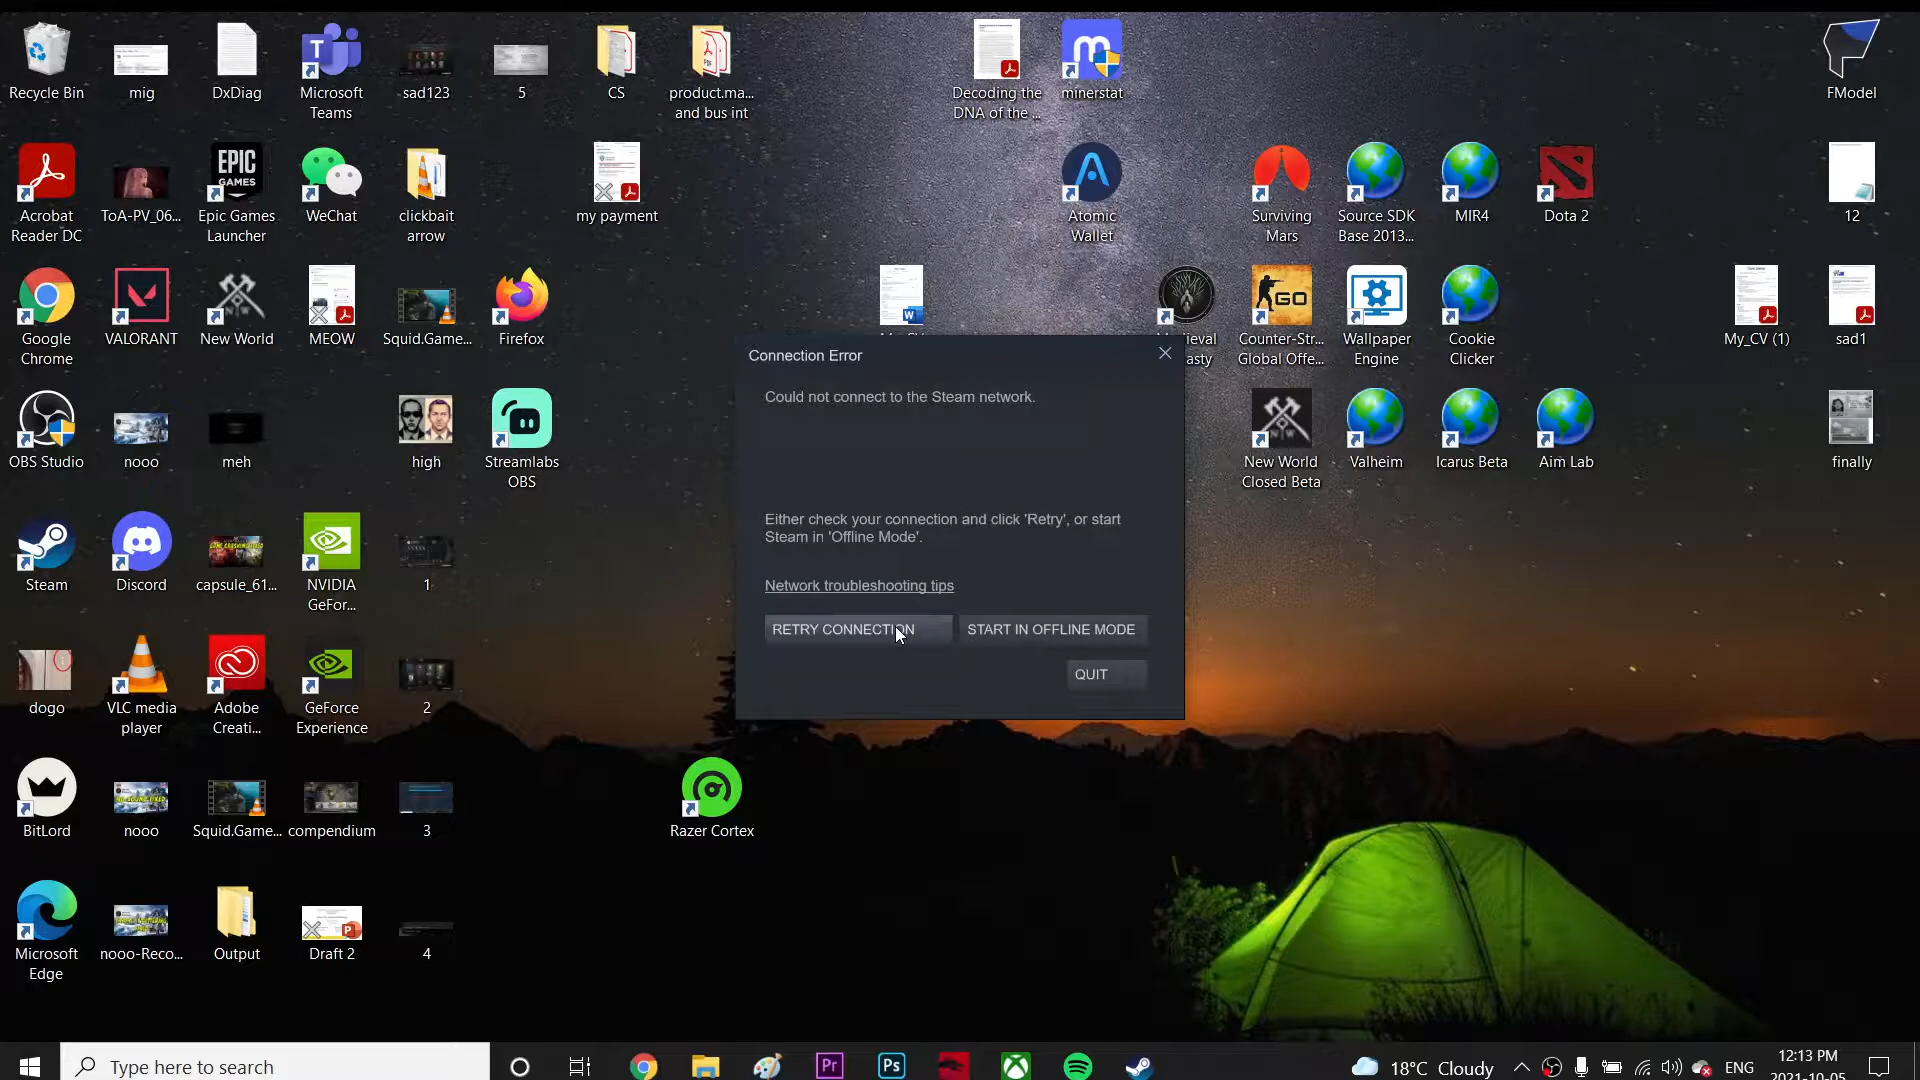 Recycle Bin
mig
DxDiag
Microsoft
Teams
sad123
5
CS
product.ma...
and bus int
Decoding the
DNA of the ...
minerstat
FModel
Acrobat
Reader DC
ToA-PV_06...
EPIC
GAMES
Epic Games
Launcher
WeChat
clickbait
arrow
my payment
Atomic
Wallet
Surviving
Mars
Source SDK
Base 2013...
MIR4
Dota 2
12
Google
Chrome
VALORANT
New World
MEOW
Squid.Game...
Firefox
GO
Counter-Str...
Global Offe...
Wallpaper
Engine
Cookie
Clicker
My_CV (1)
sad1
Connection Error
Could not connect to the Steam network.
Either check your connection and click 'Retry', or start
Steam in 'Offline Mode'.
Network troubleshooting tips
RETRY CONNECTION
START IN OFFLINE MODE
QUIT
OBS Studio
nooo
meh
high
Streamlabs
OBS
New World
Closed Beta
Valheim
Icarus Beta
Aim Lab
finally
Steam
Discord
capsule_61...
NVIDIA
GeFor...
1
dogo
VLC media
player
Adobe
Creati...
GeForce
Experience
2
BitLord
nooo
Squid.Game...
compendium
3
Razer Cortex
Microsoft
Edge
nooo-Reco...
Output
Draft 2
4
Type here to search
Pr
Ps
18°C Cloudy
ENG
12:13 PM
2021-10-05